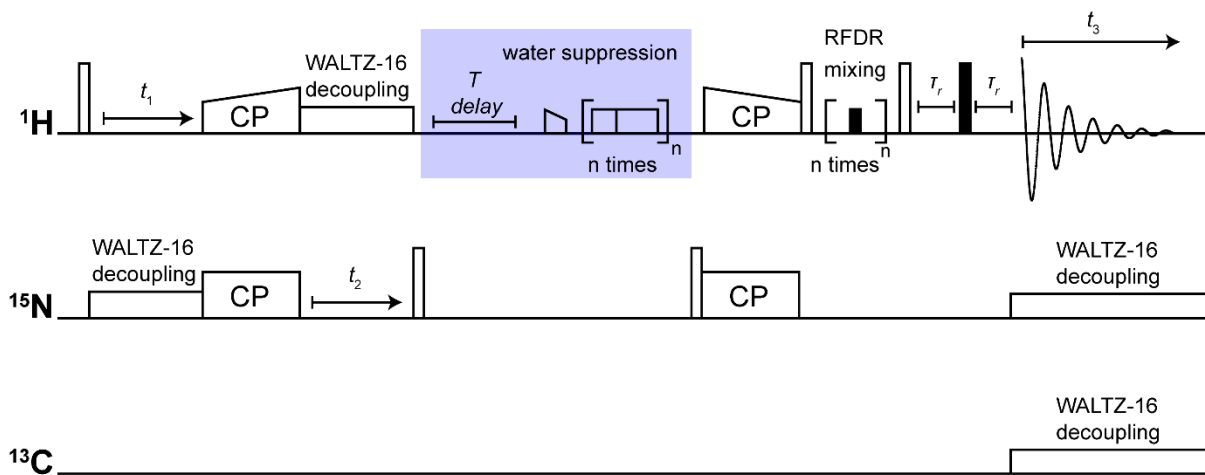 t₁
CP
WALTZ-16
decoupling
water suppression
T
delay
n times
n
CP
RFDR
mixing
n times
n
τᵣ
τᵣ
t₃
¹H
WALTZ-16
decoupling
CP
t₂
CP
WALTZ-16
decoupling
¹⁵N
WALTZ-16
decoupling
¹³C